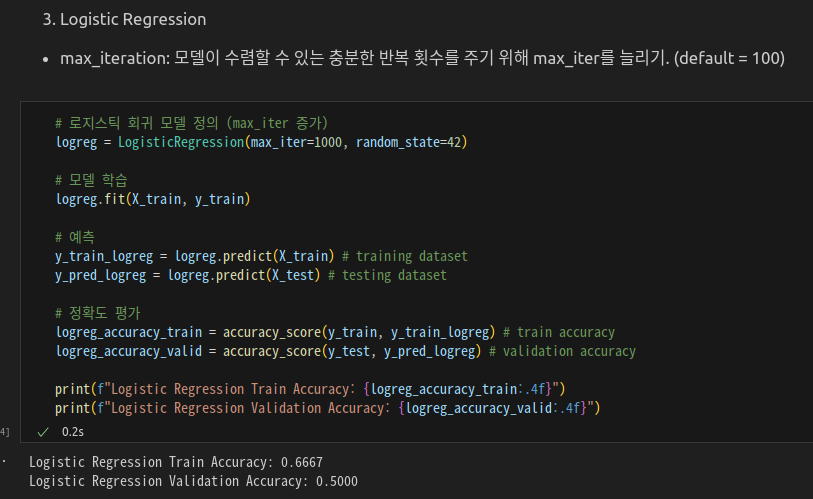 3. Logistic Regression
• max_iteration: 모델이 수렴할 수 있는 충분한 반복 횟수를 주기 위해 max_iter를 늘리기. (default = 100)
# 로지스틱 회귀 모델 정의 (max_iter 증가)
logreg = LogisticRegression(max_iter=1000, random_state=42)
# 모델 학습
logreg.fit(X_train, y_train)
# 예측
y_train_logreg = logreg.predict(X_train) # training dataset
y_pred_logreg = logreg.predict(X_test) # testing dataset
# 정확도 평가
logreg_accuracy_train = accuracy_score(y_train, y_train_logreg) # train accuracy
logreg_accuracy_valid = accuracy_score(y_test, y_pred_logreg) # validation accuracy
print(f"Logistic Regression Train Accuracy: {logreg_accuracy_train:.4f}")
print(f"Logistic Regression Validation Accuracy: {logreg_accuracy_valid:.4f}")
4] ✓ 0.2s
Logistic Regression Train Accuracy: 0.6667
Logistic Regression Validation Accuracy: 0.5000